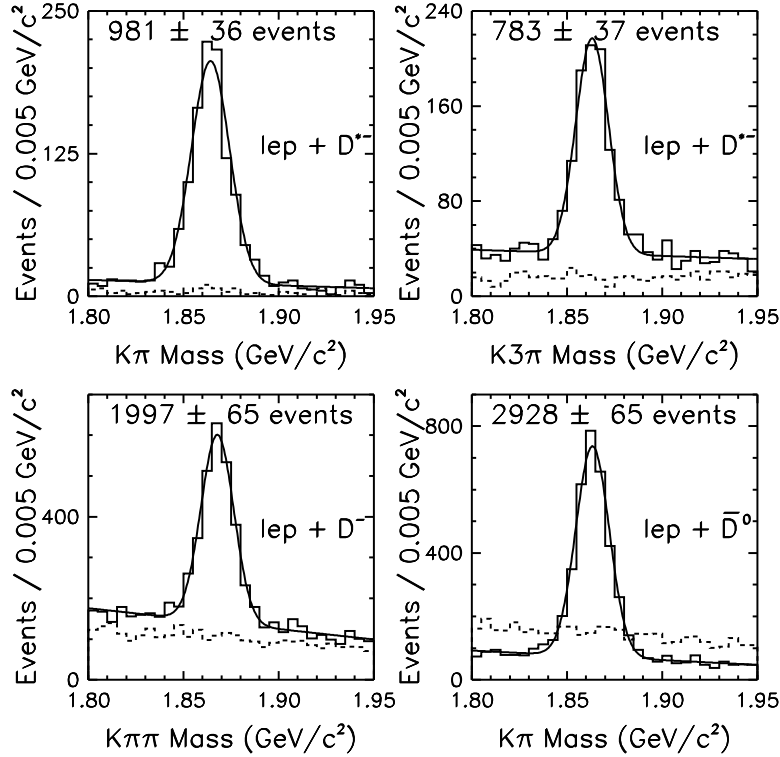 981 ± 36 events
lep + D*−
Events / 0.005 GeV/c²
250
125
0
1.80 1.85 1.90 1.95
Kπ Mass (GeV/c²)
783 ± 37 events
lep + D*−
Events / 0.005 GeV/c²
240
160
80
0
1.80 1.85 1.90 1.95
K3π Mass (GeV/c²)
1997 ± 65 events
lep + D−
Events / 0.005 GeV/c²
400
0
1.80 1.85 1.90 1.95
Kππ Mass (GeV/c²)
2928 ± 65 events
lep + D̅⁰
Events / 0.005 GeV/c²
800
400
0
1.80 1.85 1.90 1.95
Kπ Mass (GeV/c²)